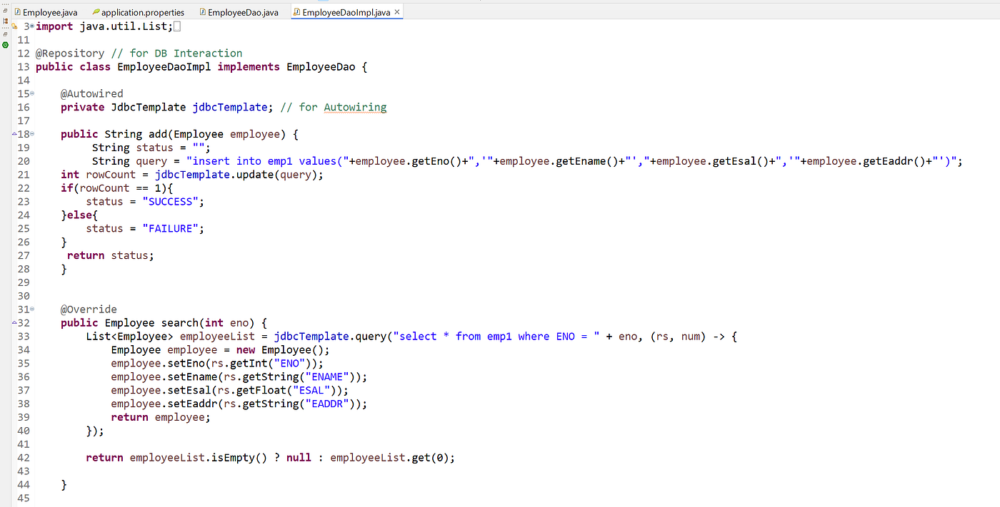 Employee.java application.properties EmployeeDao.java EmployeeDaoImpl.java
3 import java.util.List;
11
12 @Repository // for DB Interaction
13 public class EmployeeDaoImpl implements EmployeeDao {
14
15 @Autowired
16 private JdbcTemplate jdbcTemplate; // for Autowiring
17
18 public String add(Employee employee) {
19 String status = "";
20 String query = "insert into emp1 values("+employee.getEno()+",'"+employee.getEname()+"',"+employee.getEsal()+",'"+employee.getEaddr()+"')";
21 int rowCount = jdbcTemplate.update(query);
22 if(rowCount == 1){
23 status = "SUCCESS";
24 }else{
25 status = "FAILURE";
26 }
27 return status;
28 }
29
30
31 @Override
32 public Employee search(int eno) {
33 List<Employee> employeeList = jdbcTemplate.query("select * from emp1 where ENO = " + eno, (rs, num) -> {
34 Employee employee = new Employee();
35 employee.setEno(rs.getInt("ENO"));
36 employee.setEname(rs.getString("ENAME"));
37 employee.setEsal(rs.getFloat("ESAL"));
38 employee.setEaddr(rs.getString("EADDR"));
39 return employee;
40 });
41
42 return employeeList.isEmpty() ? null : employeeList.get(0);
43
44 }
45